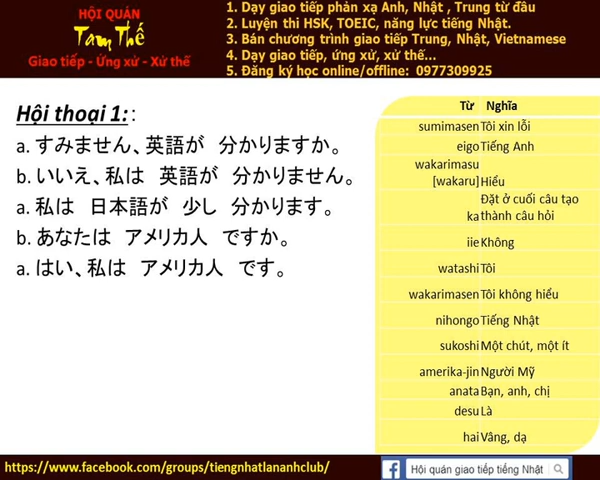 HỘI QUÁN
Tam Thế
Giao tiếp - Ứng xử - Xử thế
1. Dạy giao tiếp phản xạ Anh, Nhật , Trung từ đầu
2. Luyện thi HSK, TOEIC, năng lực tiếng Nhật.
3. Bán chương trình giao tiếp Trung, Nhật, Vietnamese
4. Dạy giao tiếp, ứng xử, xử thế...
5. Đăng ký học online/offline: 0977309925
Hội thoại 1::
a. すみません、英語が 分かりますか。
b. いいえ、私は 英語が 分かりません。
a. 私は 日本語が 少し 分かります。
b. あなたは アメリカ人 ですか。
a. はい、私は アメリカ人 です。
Từ Nghĩa
sumimasen Tôi xin lỗi
eigo Tiếng Anh
wakarimasu
[wakaru] Hiểu
Đặt ở cuối câu tạo
ka thành câu hỏi
iie Không
watashi Tôi
wakarimasen Tôi không hiểu
nihongo Tiếng Nhật
sukoshi Một chút, một ít
amerika-jin Người Mỹ
anata Bạn, anh, chị
desu Là
hai Vâng, dạ
https://www.facebook.com/groups/tiengnhatlananhclub/
f Hội quán giao tiếp tiếng Nhật